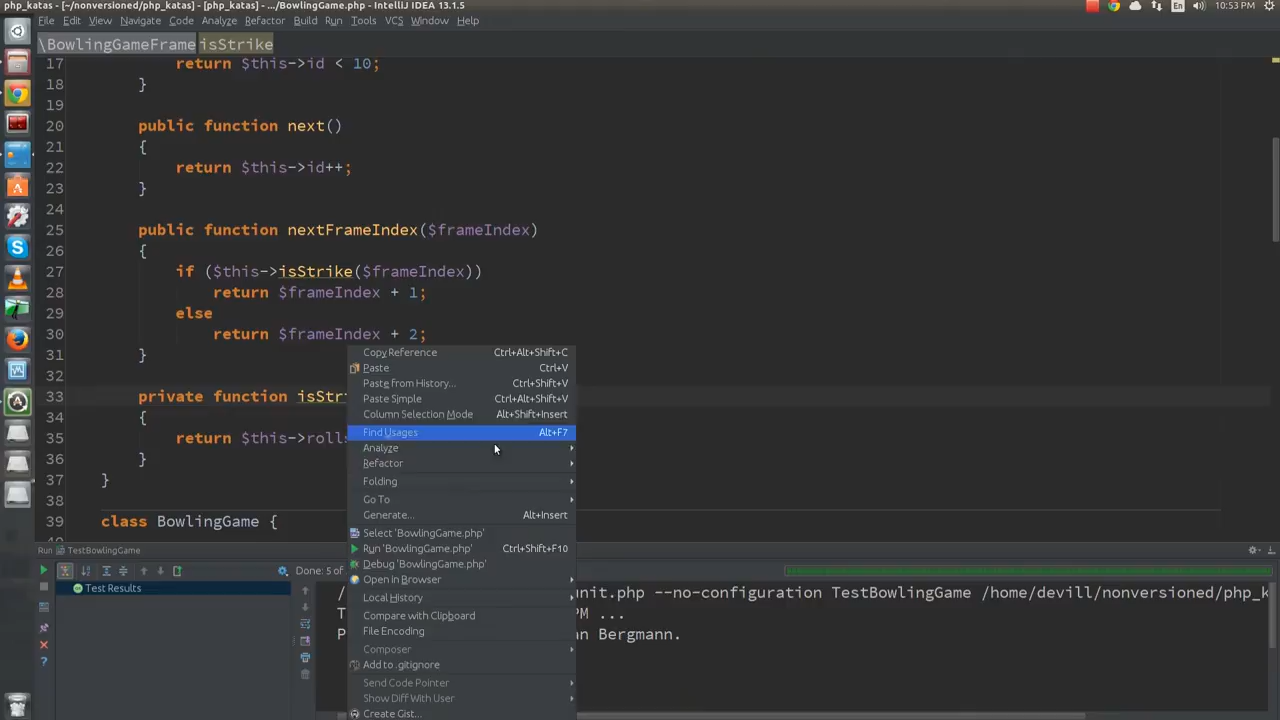 php_katas - [~/nonversioned/php_katas] - [php_katas] - .../BowlingGame.php - IntelliJ IDEA 13.1.5
En
10:53 PM
File Edit View Navigate Code Analyze Refactor Build Run Tools VCS Window Help
\BowlingGameFrame isStrike
17 return $this->id < 10;
18 }
19
20 public function next()
21 {
22 return $this->id++;
23 }
24
25 public function nextFrameIndex($frameIndex)
26 {
27 if ($this->isStrike($frameIndex))
28 return $frameIndex + 1;
29 else
30 return $frameIndex + 2;
31 }
32
33 private function isStr
34 {
35 return $this->rolls
36 }
37 }
38
39 class BowlingGame {
Copy Reference Ctrl+Alt+Shift+C
Paste Ctrl+V
Paste from History... Ctrl+Shift+V
Paste Simple Ctrl+Alt+Shift+V
Column Selection Mode Alt+Shift+Insert
Find Usages Alt+F7
Analyze
Refactor
Folding
Go To
Generate... Alt+Insert
Select 'BowlingGame.php'
Run 'BowlingGame.php' Ctrl+Shift+F10
Debug 'BowlingGame.php'
Open in Browser
Local History
Compare with Clipboard
File Encoding
Composer
Add to .gitignore
Send Code Pointer
Show Diff With User
Create Gist...
Run TestBowlingGame
Done: 5 of
Test Results
/
unit.php --no-configuration TestBowlingGame /home/devill/nonversioned/php_k
T
PM ...
P
an Bergmann.